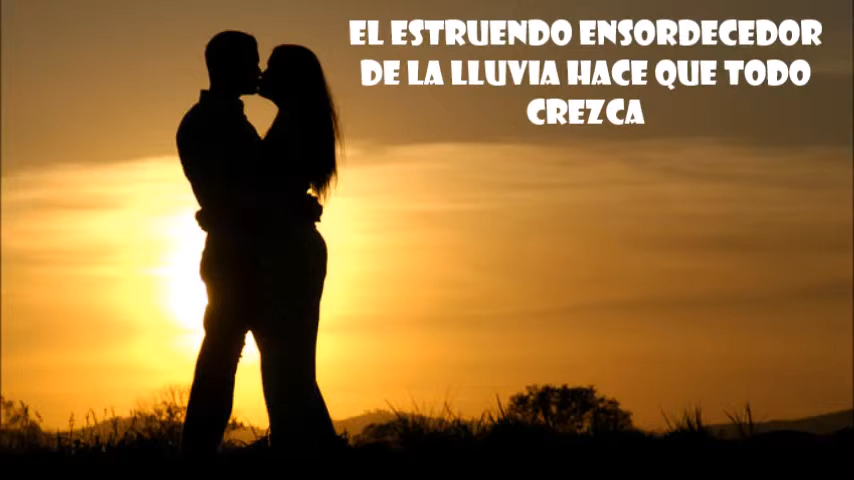 EL ESTRUENDO ENSORDECEDOR
DE LA LLUVIA HACE QUE TODO
CREZCA